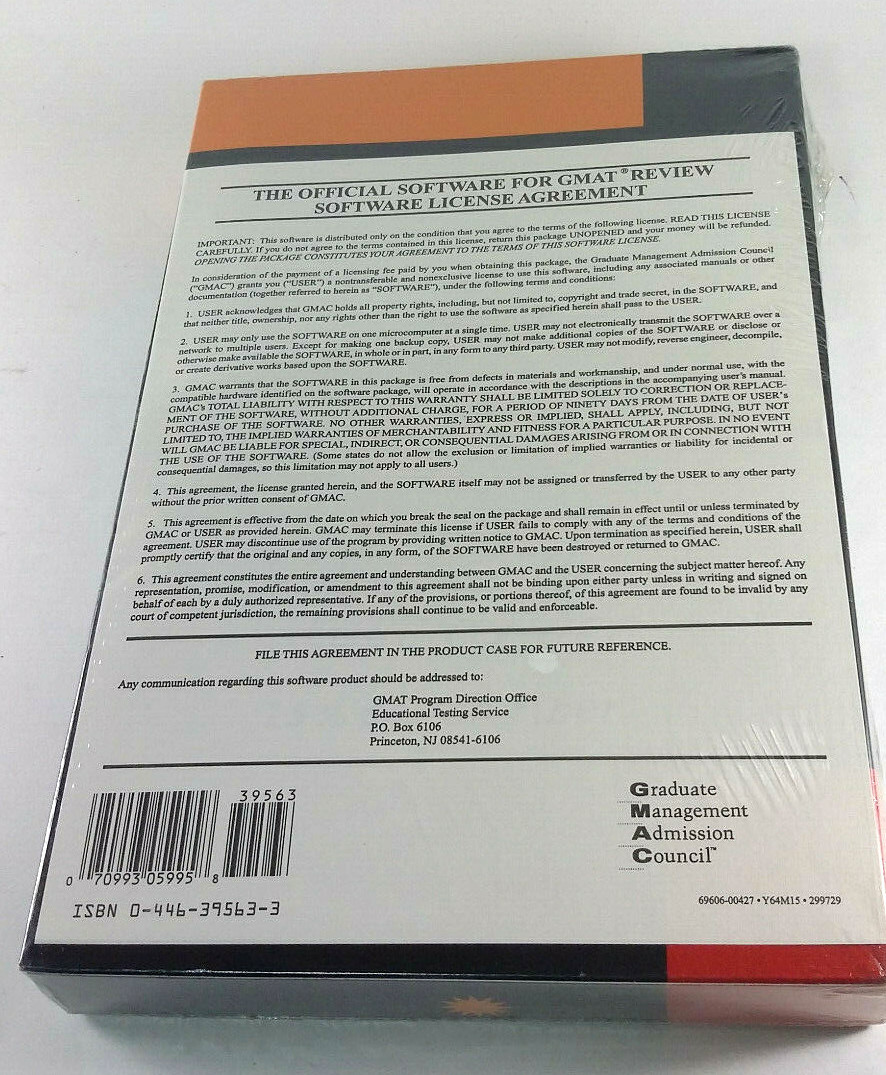 THE OFFICIAL SOFTWARE FOR GMAT® REVIEW
SOFTWARE LICENSE AGREEMENT
IMPORTANT: This software is distributed only on the condition that you agree to the terms of the following license. READ THIS LICENSE
CAREFULLY. If you do not agree to the terms contained in this license, return this package UNOPENED and your money will be refunded.
OPENING THE PACKAGE CONSTITUTES YOUR AGREEMENT TO THE TERMS OF THIS SOFTWARE LICENSE.
In consideration of the payment of a licensing fee paid by you when obtaining this package, the Graduate Management Admission Council
("GMAC") grants you ("USER") a nontransferable and nonexclusive license to use this software, including any associated manuals or other
documentation (together referred to herein as "SOFTWARE"), under the following terms and conditions:
1. USER acknowledges that GMAC holds all property rights, including, but not limited to, copyright and trade secret, in the SOFTWARE, and
that neither title, ownership, nor any rights other than the right to use the software as specified herein shall pass to the USER.
2. USER may only use the SOFTWARE on one microcomputer at a single time. USER may not electronically transmit the SOFTWARE over a
network to multiple users. Except for making one backup copy, USER may not make additional copies of the SOFTWARE or disclose or
otherwise make available the SOFTWARE, in whole or in part, in any form to any third party. USER may not modify, reverse engineer, decompile,
or create derivative works based upon the SOFTWARE.
3. GMAC warrants that the SOFTWARE in this package is free from defects in materials and workmanship, and under normal use, with the
compatible hardware identified on the software package, will operate in accordance with the descriptions in the accompanying user's manual.
GMAC's TOTAL LIABILITY WITH RESPECT TO THIS WARRANTY SHALL BE LIMITED SOLELY TO CORRECTION OR REPLACE-
MENT OF THE SOFTWARE, WITHOUT ADDITIONAL CHARGE, FOR A PERIOD OF NINETY DAYS FROM THE DATE OF USER's
PURCHASE OF THE SOFTWARE. NO OTHER WARRANTIES, EXPRESS OR IMPLIED, SHALL APPLY, INCLUDING, BUT NOT
LIMITED TO, THE IMPLIED WARRANTIES OF MERCHANTABILITY AND FITNESS FOR A PARTICULAR PURPOSE. IN NO EVENT
WILL GMAC BE LIABLE FOR SPECIAL, INDIRECT, OR CONSEQUENTIAL DAMAGES ARISING FROM OR IN CONNECTION WITH
THE USE OF THE SOFTWARE. (Some states do not allow the exclusion or limitation of implied warranties or liability for incidental or
consequential damages, so this limitation may not apply to all users.)
4. This agreement, the license granted herein, and the SOFTWARE itself may not be assigned or transferred by the USER to any other party
without the prior written consent of GMAC.
5. This agreement is effective from the date on which you break the seal on the package and shall remain in effect until or unless terminated by
GMAC or USER as provided herein. GMAC may terminate this license if USER fails to comply with any of the terms and conditions of the
agreement. USER may discontinue use of the program by providing written notice to GMAC. Upon termination as specified herein, USER shall
promptly certify that the original and any copies, in any form, of the SOFTWARE have been destroyed or returned to GMAC.
6. This agreement constitutes the entire agreement and understanding between GMAC and the USER concerning the subject matter hereof. Any
representation, promise, modification, or amendment to this agreement shall not be binding upon either party unless in writing and signed on
behalf of each by a duly authorized representative. If any of the provisions, or portions thereof, of this agreement are found to be invalid by any
court of competent jurisdiction, the remaining provisions shall continue to be valid and enforceable.
FILE THIS AGREEMENT IN THE PRODUCT CASE FOR FUTURE REFERENCE.
Any communication regarding this software product should be addressed to:
GMAT Program Direction Office
Educational Testing Service
P.O. Box 6106
Princeton, NJ 08541-6106
39563
0 70993 05995 8
ISBN 0-446-39563-3
Graduate
Management
Admission
Council™
69606-00427 • Y64M15 • 299729